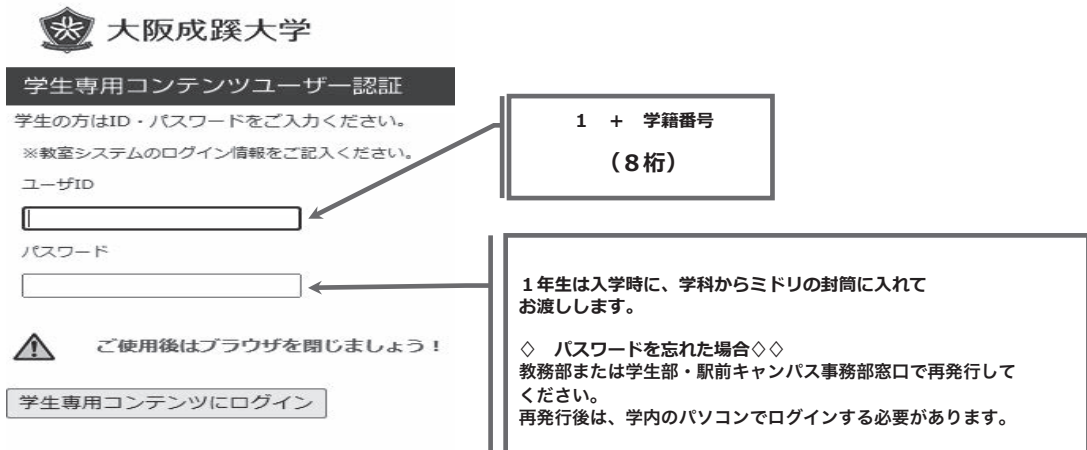 大阪成蹊大学
学生専用コンテンツユーザー認証
学生の方はID・パスワードをご入力ください。
※教室システムのログイン情報をご記入ください。
ユーザID
パスワード
ご使用後はブラウザを閉じましょう！
学生専用コンテンツにログイン
１ ＋ 学籍番号
（８桁）
１年生は入学時に、学科からミドリの封筒に入れて
お渡しします。
◇ パスワードを忘れた場合◇◇
教務部または学生部・駅前キャンパス事務部窓口で再発行して
ください。
再発行後は、学内のパソコンでログインする必要があります。